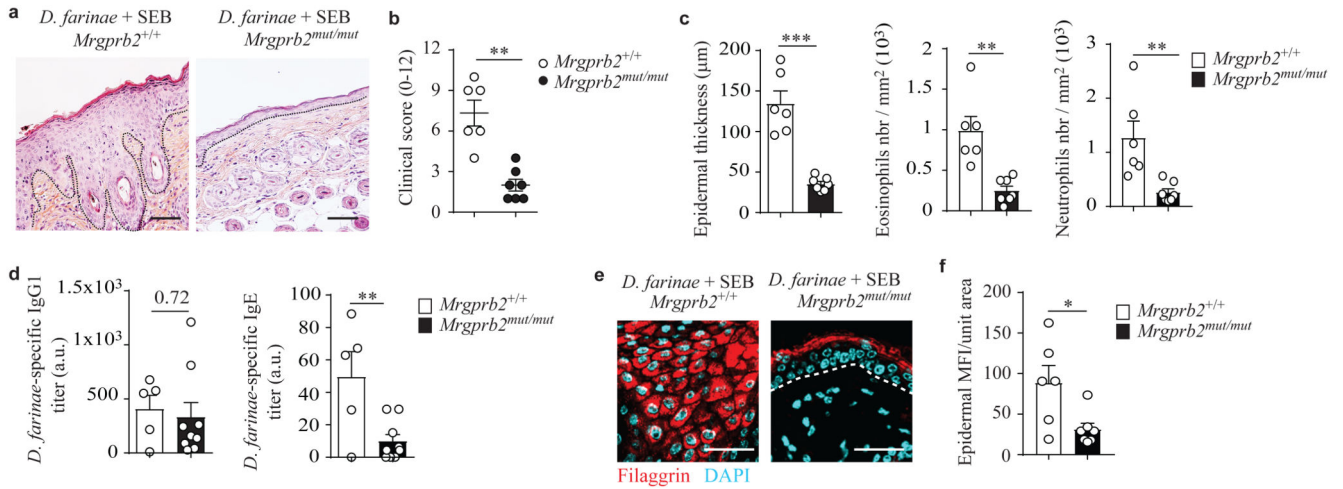 a
D. farinae + SEB
Mrgprb2+/+
D. farinae + SEB
Mrgprb2mut/mut
b
Clinical score (0-12)
12
9
6
3
0
**
Mrgprb2+/+
Mrgprb2mut/mut
c
Epidermal thickness (µm)
200
150
100
50
0
***
Eosinophils nbr / mm2 (103)
2
1.5
1
0.5
0
**
Neutrophils nbr / mm2 (103)
3
2
1
0
**
Mrgprb2+/+
Mrgprb2mut/mut
d
D. farinae-specific IgG1
titer (a.u.)
1.5x103
1x103
500
0
0.72
D. farinae-specific IgE
titer (a.u.)
100
80
60
40
20
0
**
Mrgprb2+/+
Mrgprb2mut/mut
e
D. farinae + SEB
Mrgprb2+/+
D. farinae + SEB
Mrgprb2mut/mut
Filaggrin DAPI
f
Epidermal MFI/unit area
200
150
100
50
0
*
Mrgprb2+/+
Mrgprb2mut/mut